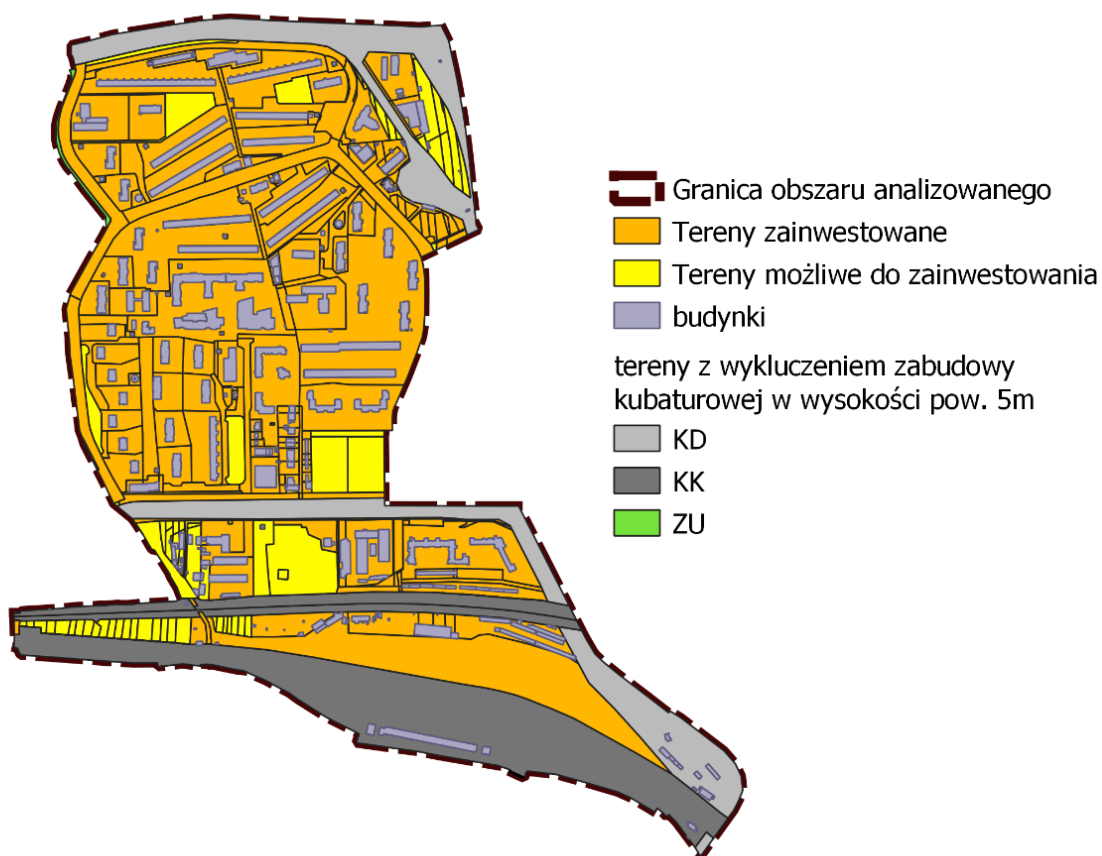 Granica obszaru analizowanego
Tereny zainwestowane
Tereny możliwe do zainwestowania
budynki
tereny z wykluczeniem zabudowy
kubaturowej w wysokości pow. 5m
KD
KK
ZU